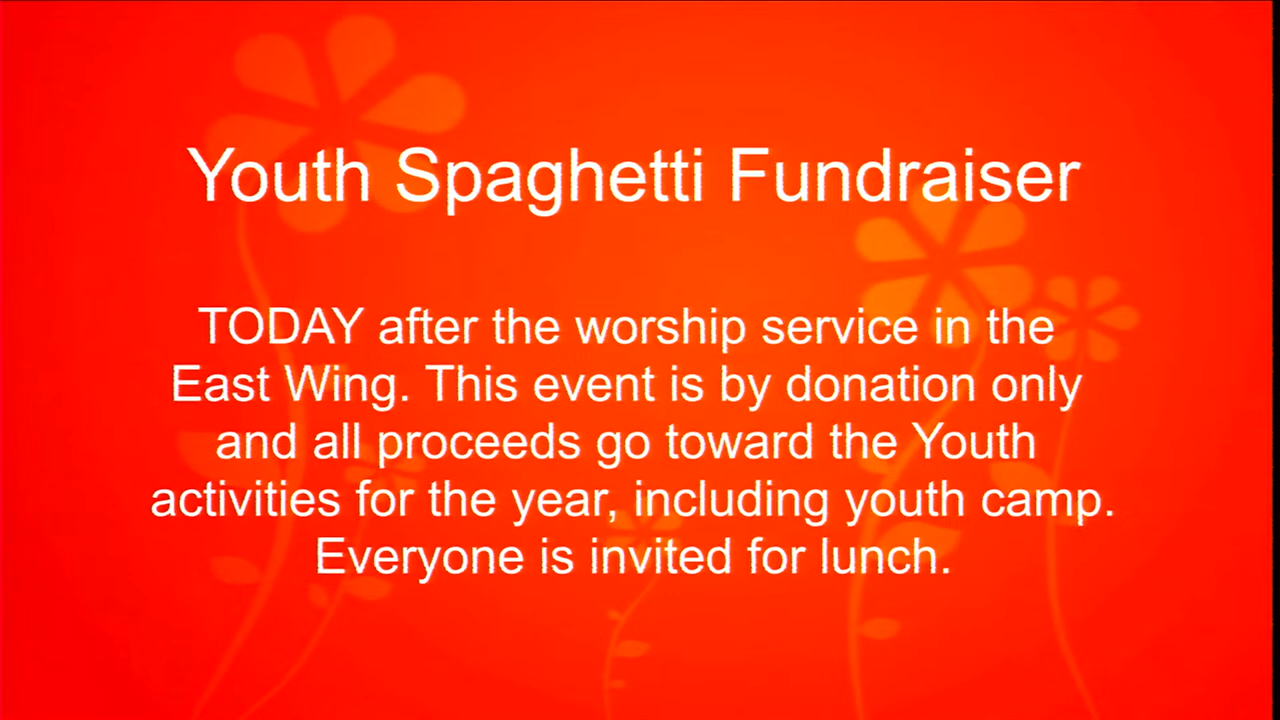 Youth Spaghetti Fundraiser
TODAY after the worship service in the
East Wing. This event is by donation only
and all proceeds go toward the Youth
activities for the year, including youth camp.
Everyone is invited for lunch.